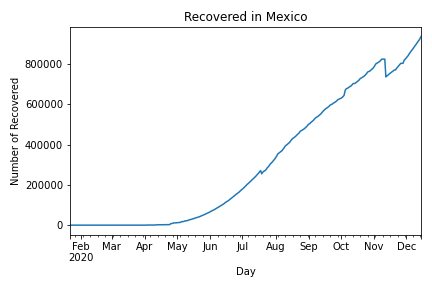 Recovered in Mexico
Number of Recovered
800000
600000
400000
200000
0
Feb Mar Apr May Jun Jul Aug Sep Oct Nov Dec
2020
Day